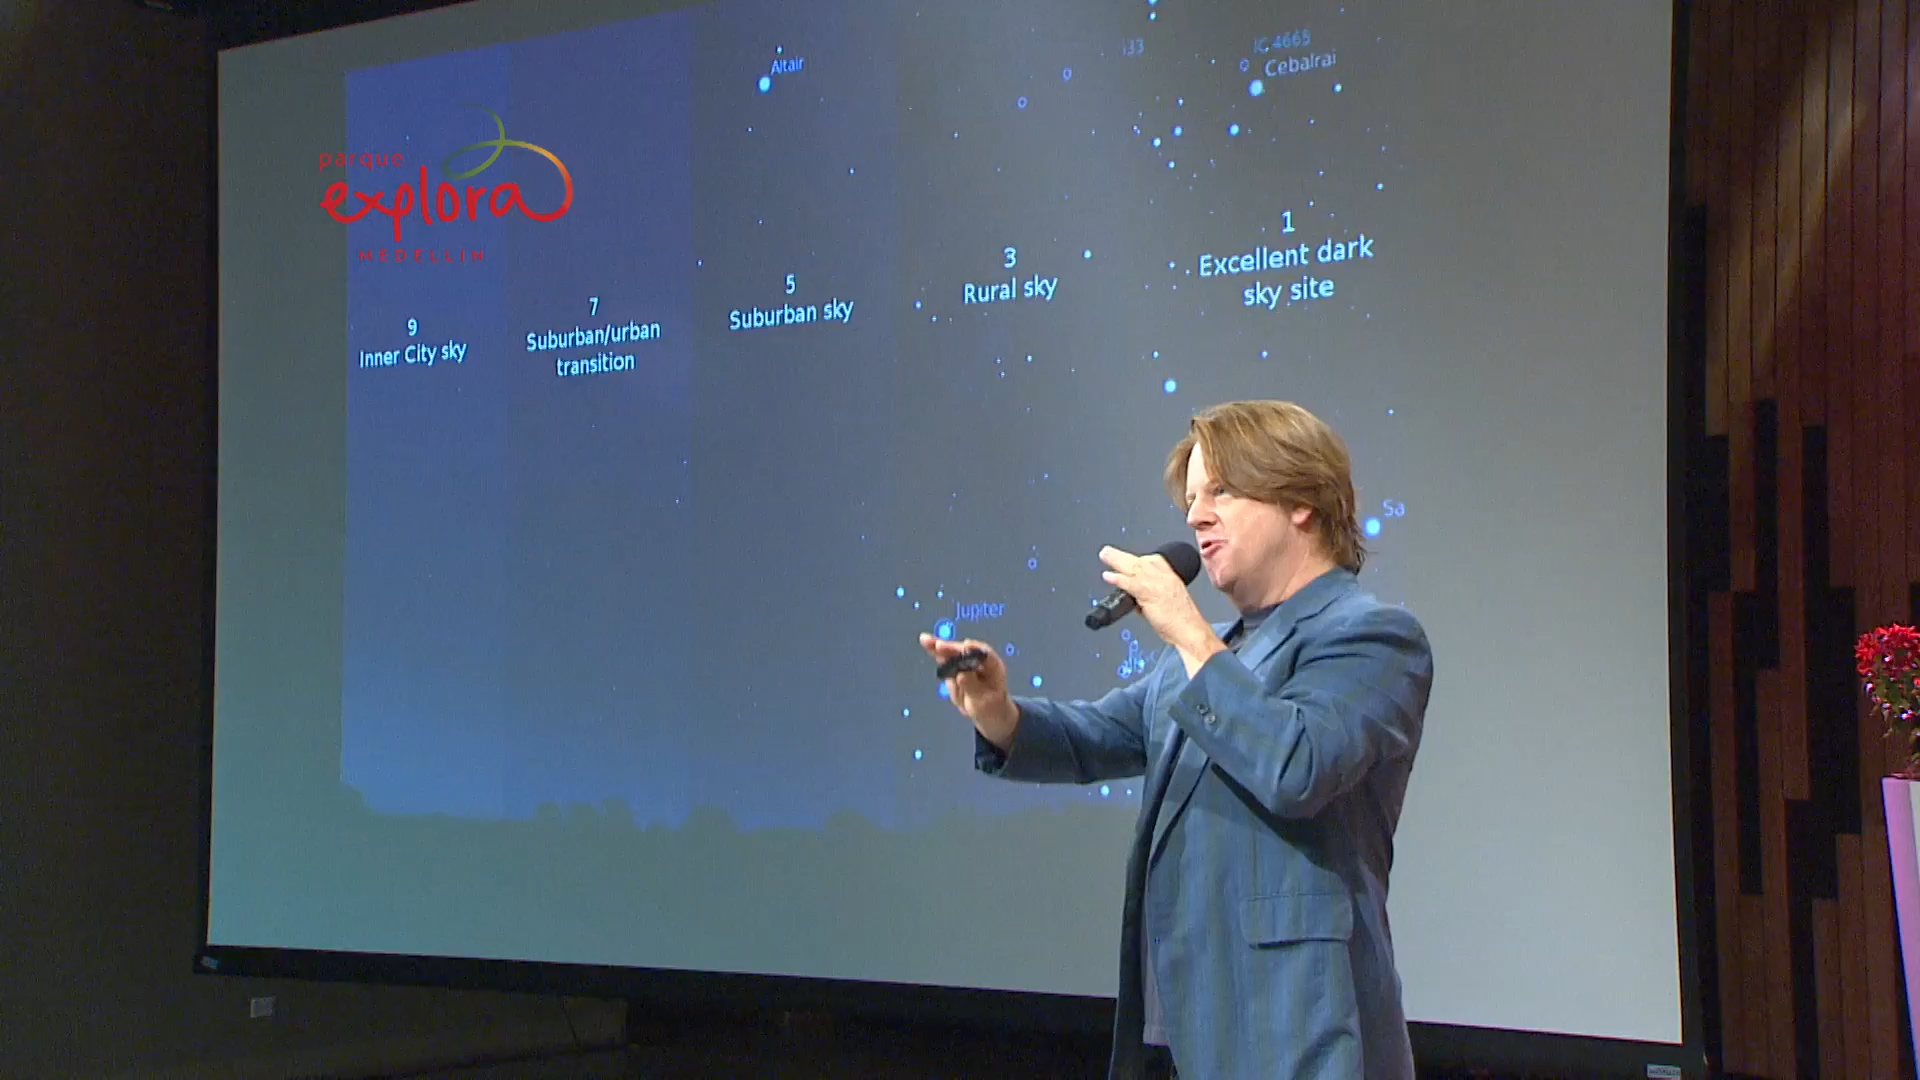 Altair
133
IC 4665
Cebalrai
parque
explora
MEDELLIN
1
Excellent dark
sky site
3
Rural sky
5
Suburban sky
7
Suburban/urban
transition
9
Inner City sky
Sa
Jupiter